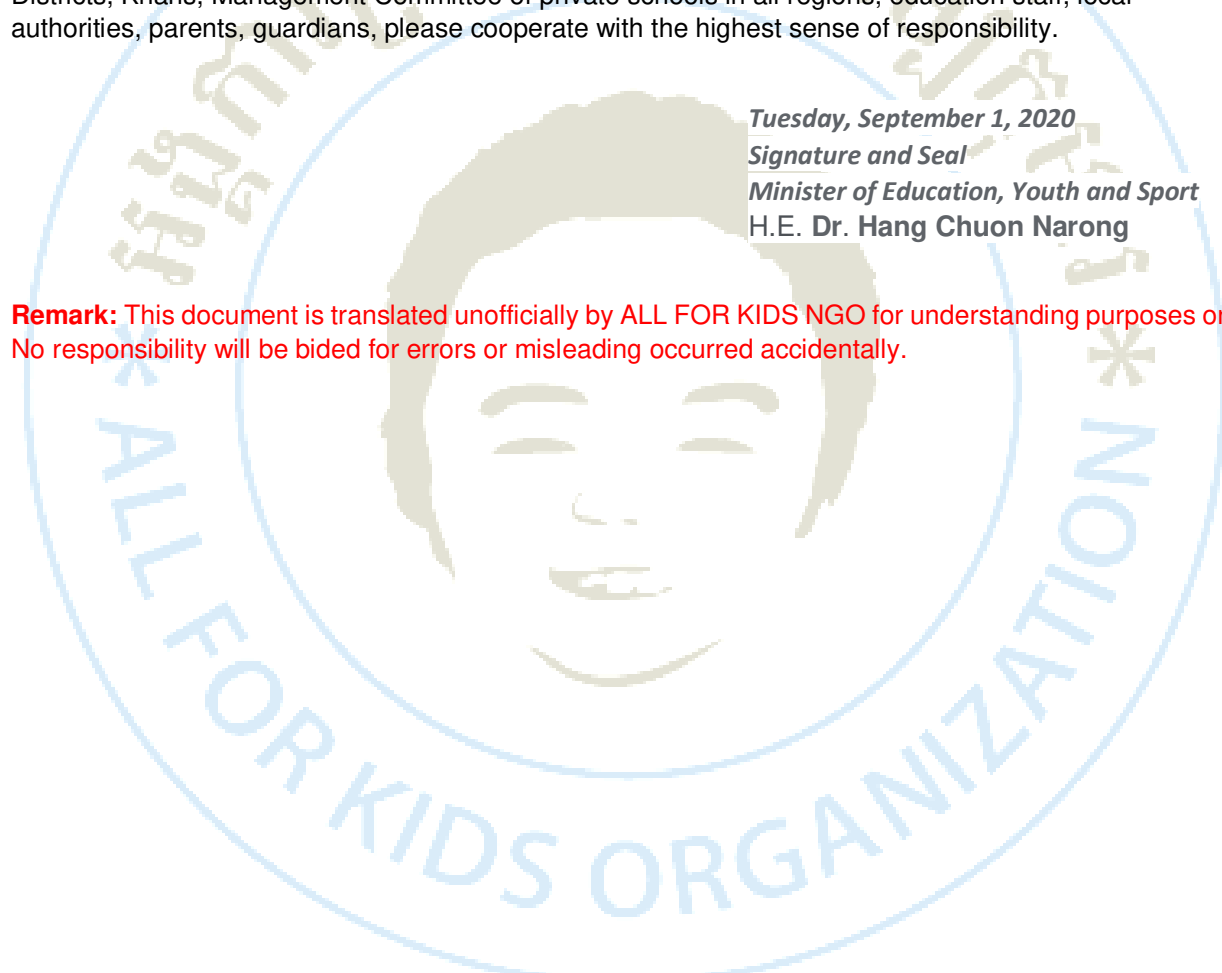 Districts, Khans, Management Committee of private schools in all regions, education staff, local
authorities, parents, guardians, please cooperate with the highest sense of responsibility.
Tuesday, September 1, 2020
Signature and Seal
Minister of Education, Youth and Sport
H.E. Dr. Hang Chuon Narong
Remark: This document is translated unofficially by ALL FOR KIDS NGO for understanding purposes
No responsibility will be bided for errors or misleading occurred accidentally.
* ALL FOR KIDS ORGANIZATION *